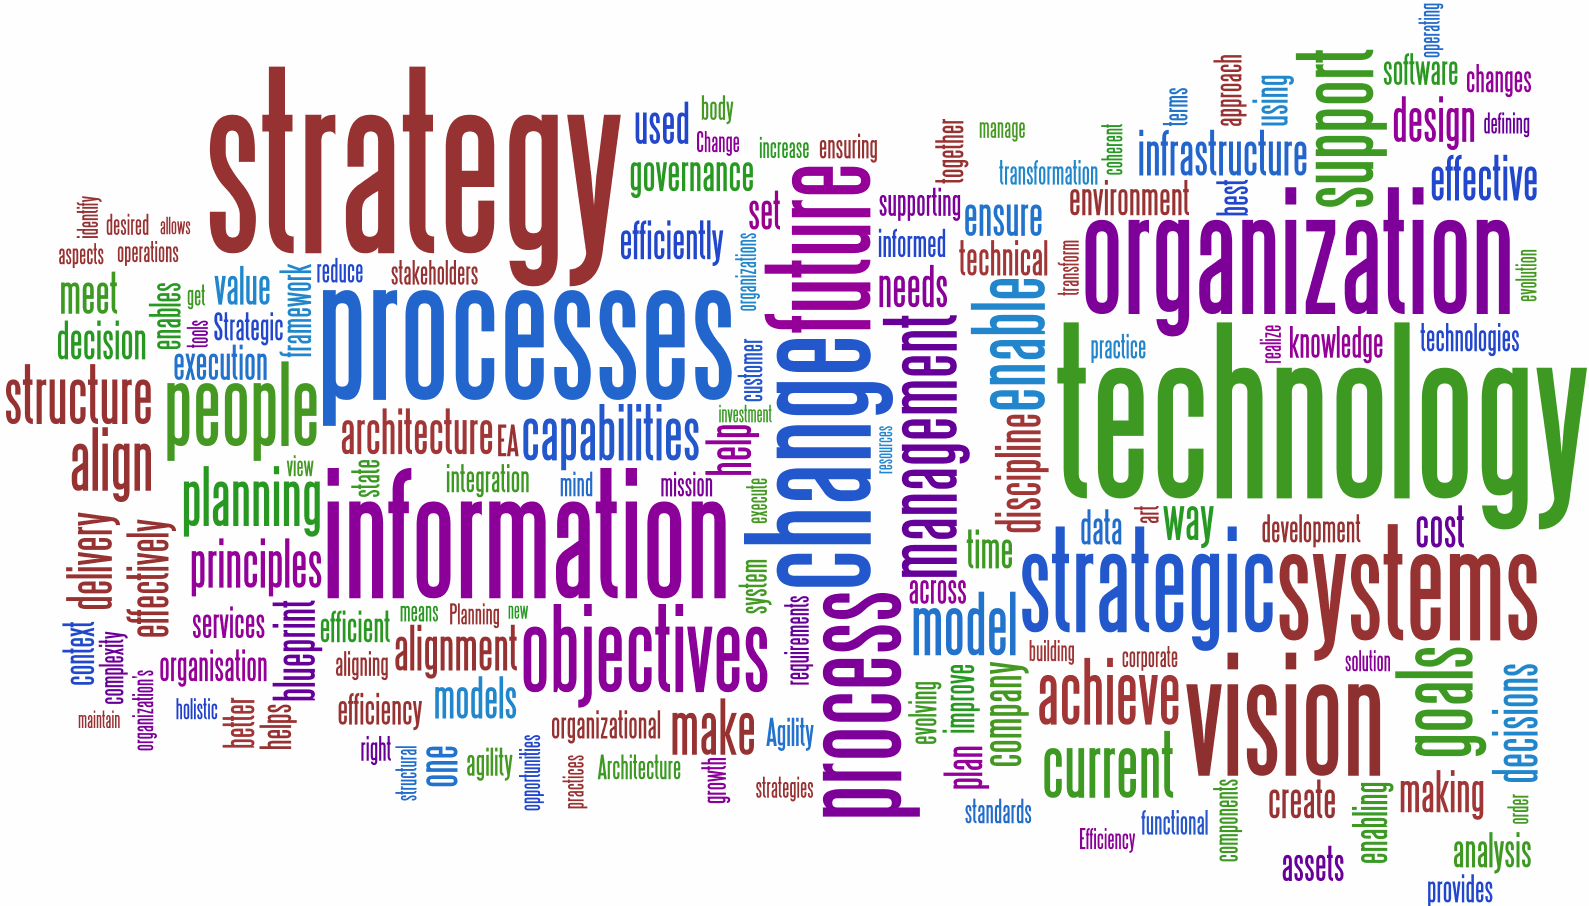 strategy
used
body
Change
governance
increase
ensuring
efficiently
identify
desired
allows
aspects
operations
meet
enables
get
value
framework
reduce
stakeholders
decision
tools
Strategic
execution
processes
structure
people
align
architecture
EA
capabilities
planning
view
state
integration
mind
mission
information
delivery
effectively
principles
services
blueprint
efficient
means
Planning
new
aligning
alignment
objectives
context
complexity
organization's
organisation
maintain
holistic
better
helps
efficiency
models
right
structural
one
agility
opportunities
organizational
practices
Architecture
make
growth
Agility
strategies
set
organizations
future
customer
investment
help
change
resources
execute
system
requirements
process
together
manage
supporting
informed
needs
ensure
technical
management
enable
discipline
time
across
model
transformation
coherent
terms
approach
using
support
operating
software
changes
design
defining
infrastructure
effective
environment
best
organization
transform
evolution
practice
realize
knowledge
technologies
technology
data
art
way
development
cost
strategic
systems
building
corporate
solution
evolving
improve
company
achieve
vision
goals
decisions
plan
current
standards
Efficiency
functional
components
create
enabling
making
order
assets
analysis
provides